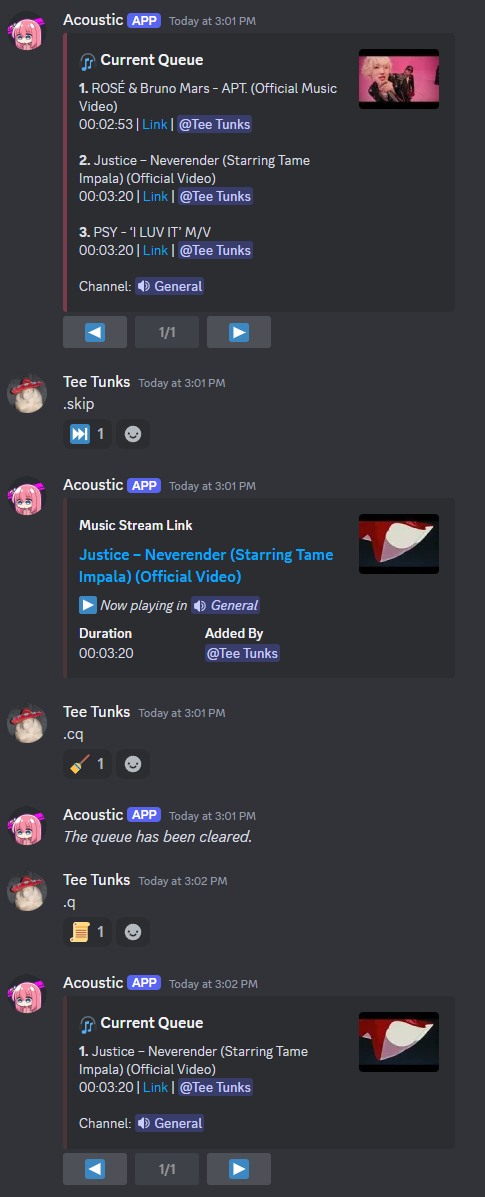 Acoustic APP Today at 3:01 PM
Current Queue
1. ROSÉ & Bruno Mars - APT. (Official Music
Video)
00:02:53 | Link | @Tee Tunks
2. Justice – Neverender (Starring Tame
Impala) (Official Video)
00:03:20 | Link | @Tee Tunks
3. PSY - ‘I LUV IT’ M/V
00:03:20 | Link | @Tee Tunks
Channel: General
1/1
Tee Tunks Today at 3:01 PM
.skip
1
Acoustic APP Today at 3:01 PM
Music Stream Link
Justice – Neverender (Starring Tame
Impala) (Official Video)
Now playing in General
Duration Added By
00:03:20 @Tee Tunks
Tee Tunks Today at 3:01 PM
.cq
1
Acoustic APP Today at 3:01 PM
The queue has been cleared.
Tee Tunks Today at 3:02 PM
.q
1
Acoustic APP Today at 3:02 PM
Current Queue
1. Justice – Neverender (Starring Tame
Impala) (Official Video)
00:03:20 | Link | @Tee Tunks
Channel: General
1/1